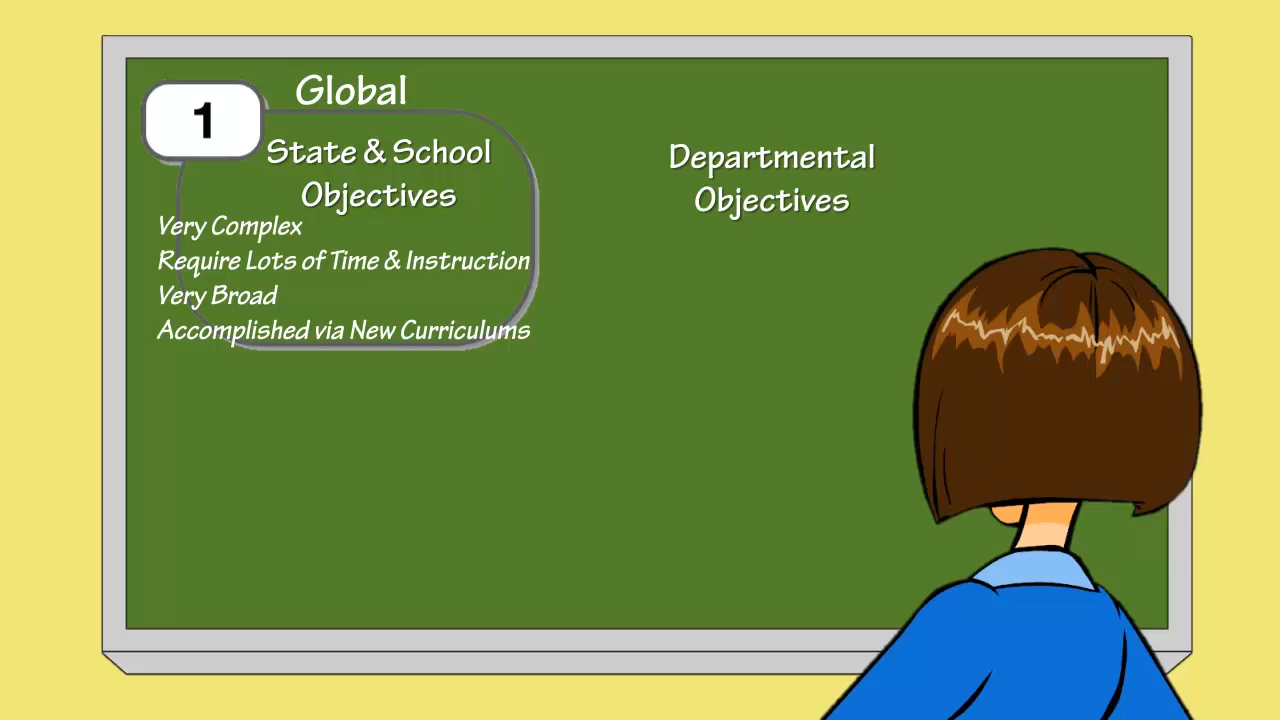 1
Global
State & School
Objectives
Very Complex
Require Lots of Time & Instruction
Very Broad
Accomplished via New Curriculums
Departmental
Objectives